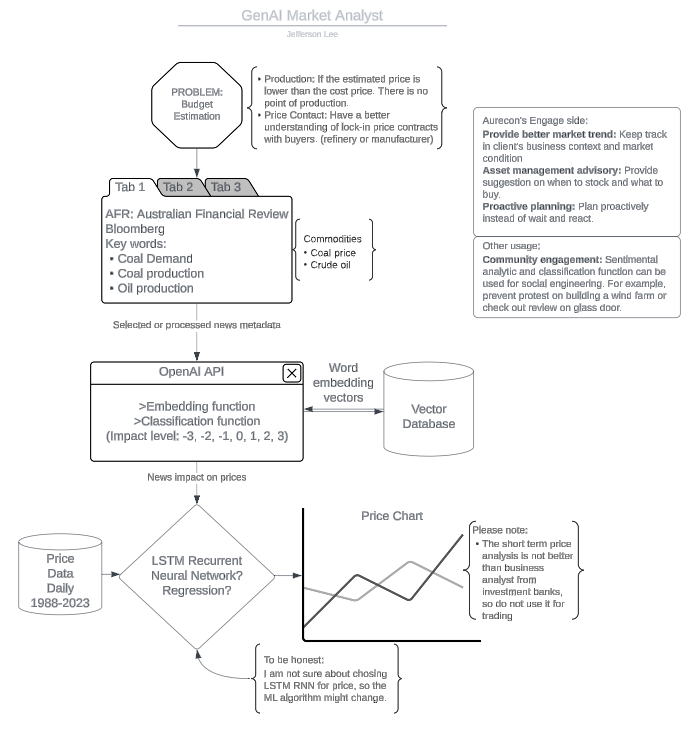 GenAI Market Analyst
Jefferson Lee
PROBLEM:
Budget
Estimation
• Production: If the estimated price is
lower than the cost price. There is no
point of production.
• Price Contact: Have a better
understanding of lock-in price contracts
with buyers. (refinery or manufactor)
Aurecon's Engage side:
Provide better market trend: Keep track
in client's business context and market
condition
Asset management advisory: Provide
suggestion on when to stock and what to
buy.
Proactive planning: Plan proactively
instead of wait and react.
Other usage;
Community engagement: Sentimental
analytic and classification function can be
used for social engineering. For example,
prevent protest on building a wind farm or
check out review on glass door.
Tab 1
Tab 2
Tab 3
AFR: Australian Financial Review
Bloomberg
Key words:
• Coal Demand
• Coal production
• Oil production
Commodities
• Coal price
• Crude oil
Selected or processed news metadata
OpenAI API
>Embedding function
>Classification function
(Impact level: -3, -2, -1, 0, 1, 2, 3)
Word
embedding
vectors
Vector
Database
News impact on prices
Price
Data
Daily
1988-2023
LSTM Recurrent
Neural Network?
Regression?
Price Chart
Please note:
• The short term price
analysis is not better
than business
analyst from
investment banks,
so do not use it for
trading
To be honest:
I am not sure about chosing
LSTM RNN for price, so the
ML algorithm might change.